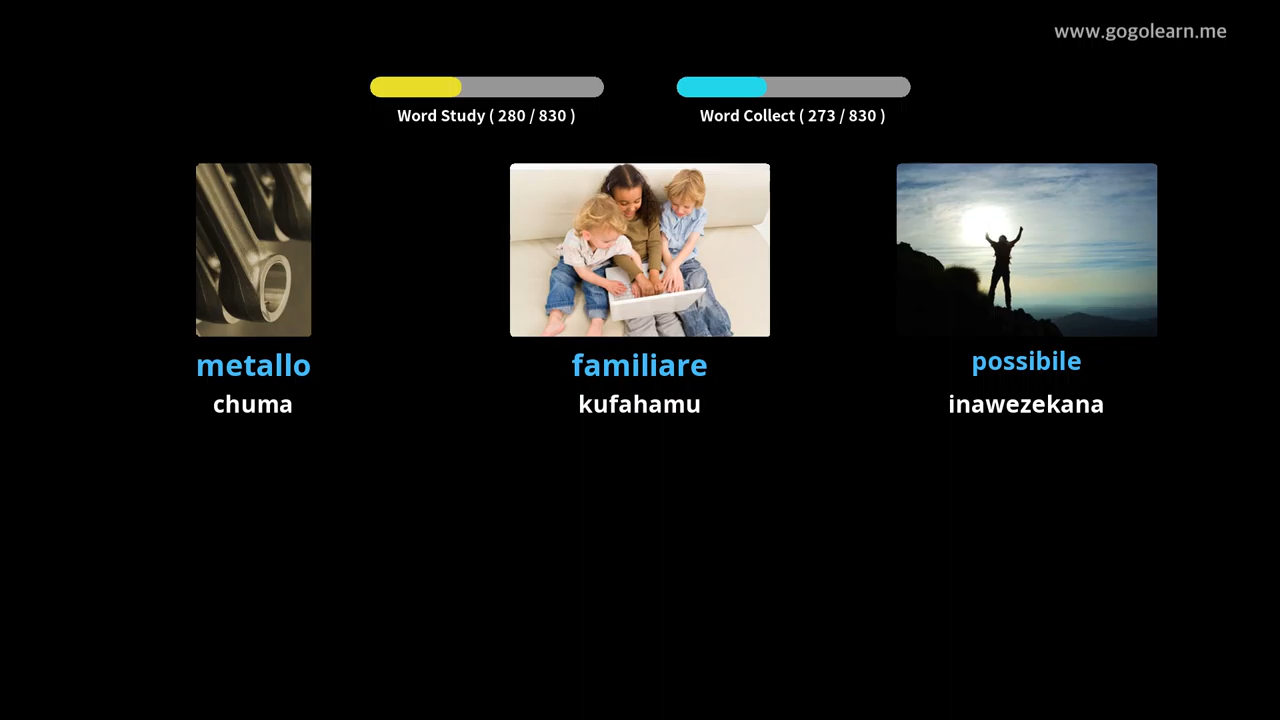 www.gogolearn.me
Word Study ( 280 / 830 )
Word Collect ( 273 / 830 )
metallo
chuma
familiare
kufahamu
possibile
inawezekana